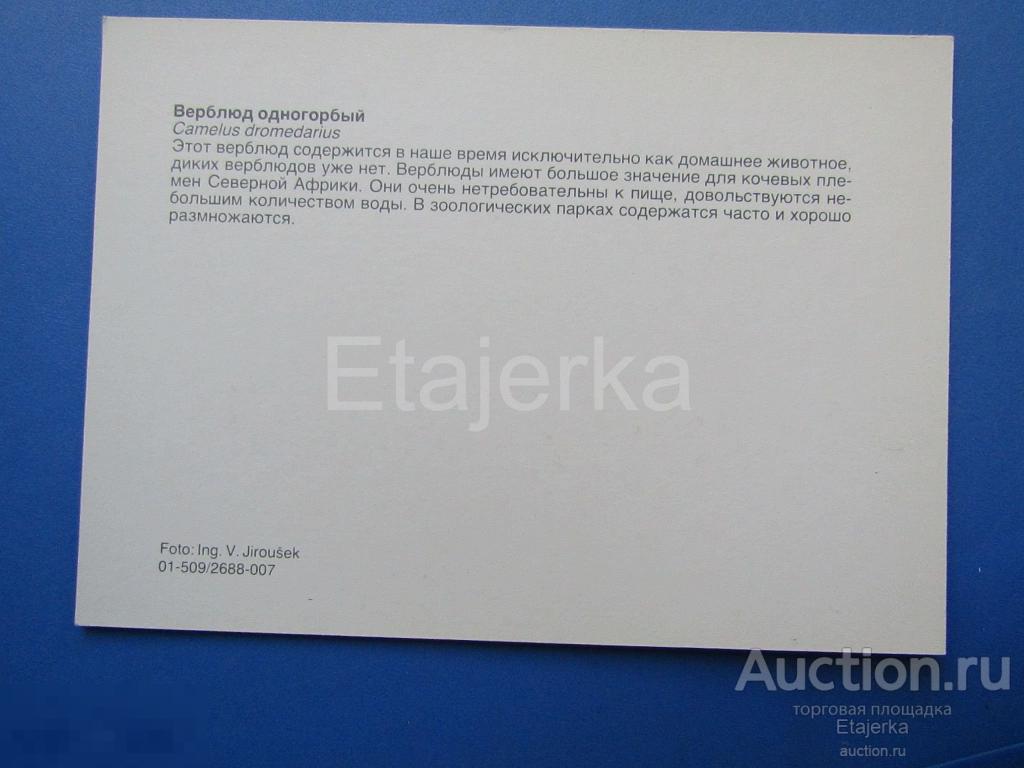 Верблюд одногорбый
Camelus dromedarius
Этот верблюд содержится в наше время исключительно как домашнее животное,
диких верблюдов уже нет. Верблюды имеют большое значение для кочевых пле-
мен Северной Африки. Они очень нетребовательны к пище, довольствуются не-
большим количеством воды. В зоологических парках содержатся часто и хорошо
размножаются.
Etajerka
Foto: Ing. V. Jiroušek
01-509/2688-007
Auction.ru
торговая площадка
Etajerka
auction.ru